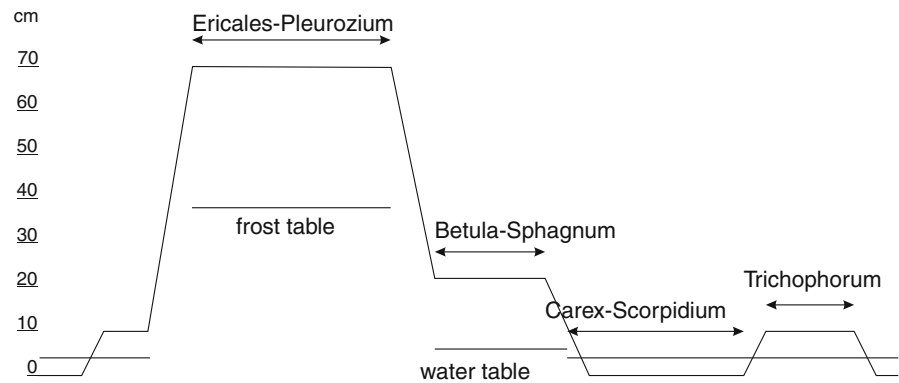 cm
Ericales-Pleurozium
70
60
50
40
frost table
30
Betula-Sphagnum
20
Trichophorum
Carex-Scorpidium
10
water table
0